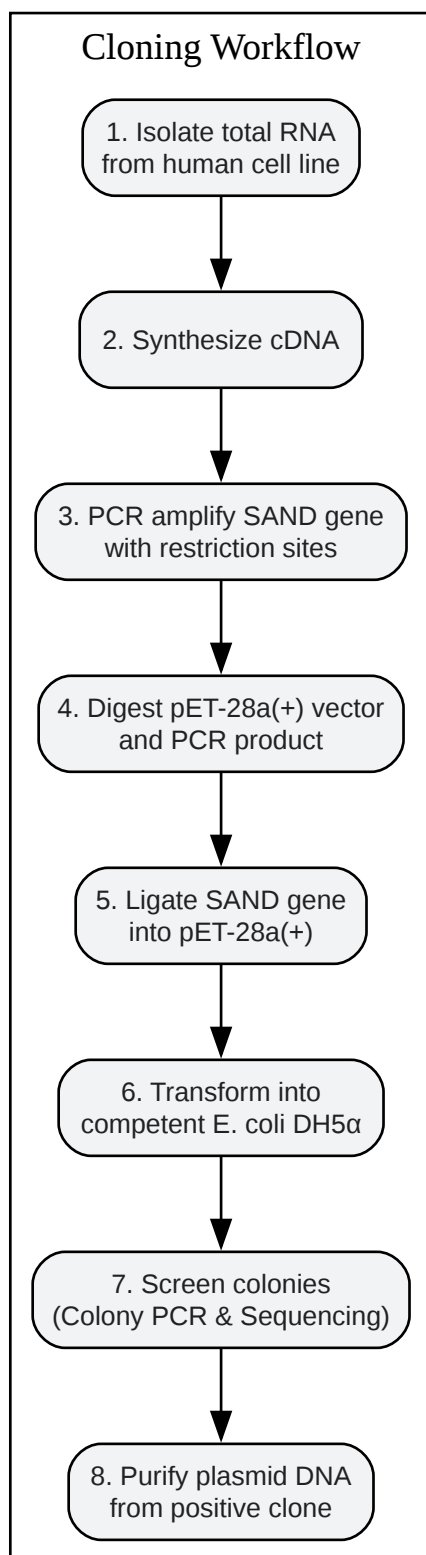 Cloning Workflow
1. Isolate total RNA
from human cell line
2. Synthesize cDNA
3. PCR amplify SAND gene
with restriction sites
4. Digest pET-28a(+) vector
and PCR product
5. Ligate SAND gene
into pET-28a(+)
6. Transform into
competent E. coli DH5α
7. Screen colonies
(Colony PCR & Sequencing)
8. Purify plasmid DNA
from positive clone